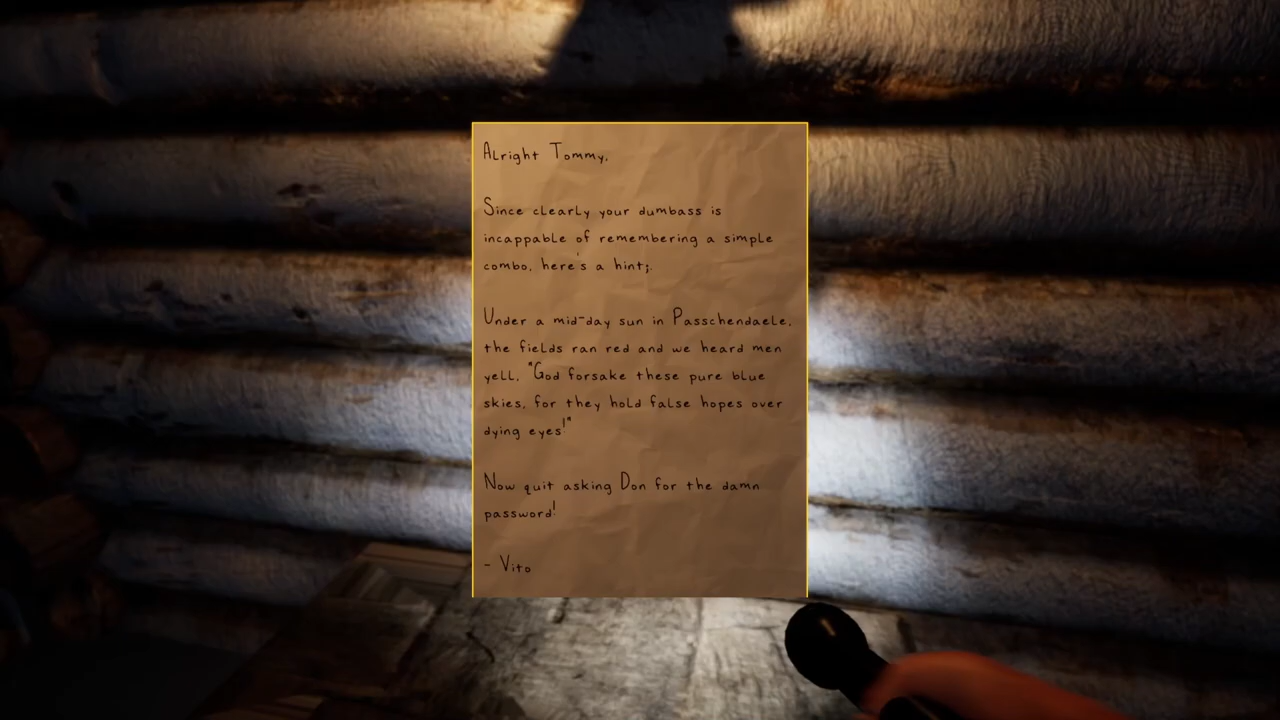 Alright Tommy,
Since clearly your dumbass is
incappable of remembering a simple
combo, here's a hint;
Under a mid-day sun in Passchendaele,
the fields ran red and we heard men
yell, "God forsake these pure blue
skies, for they hold false hopes over
dying eyes!"
Now quit asking Don for the damn
password!
- Vito